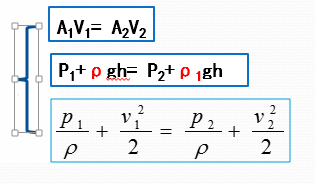 A₁V₁= A₂V₂
P₁+ ρ gh= P₂+ ρ ₁gh
p₁/ρ + v₁²/2 = p₂/ρ + v₂²/2